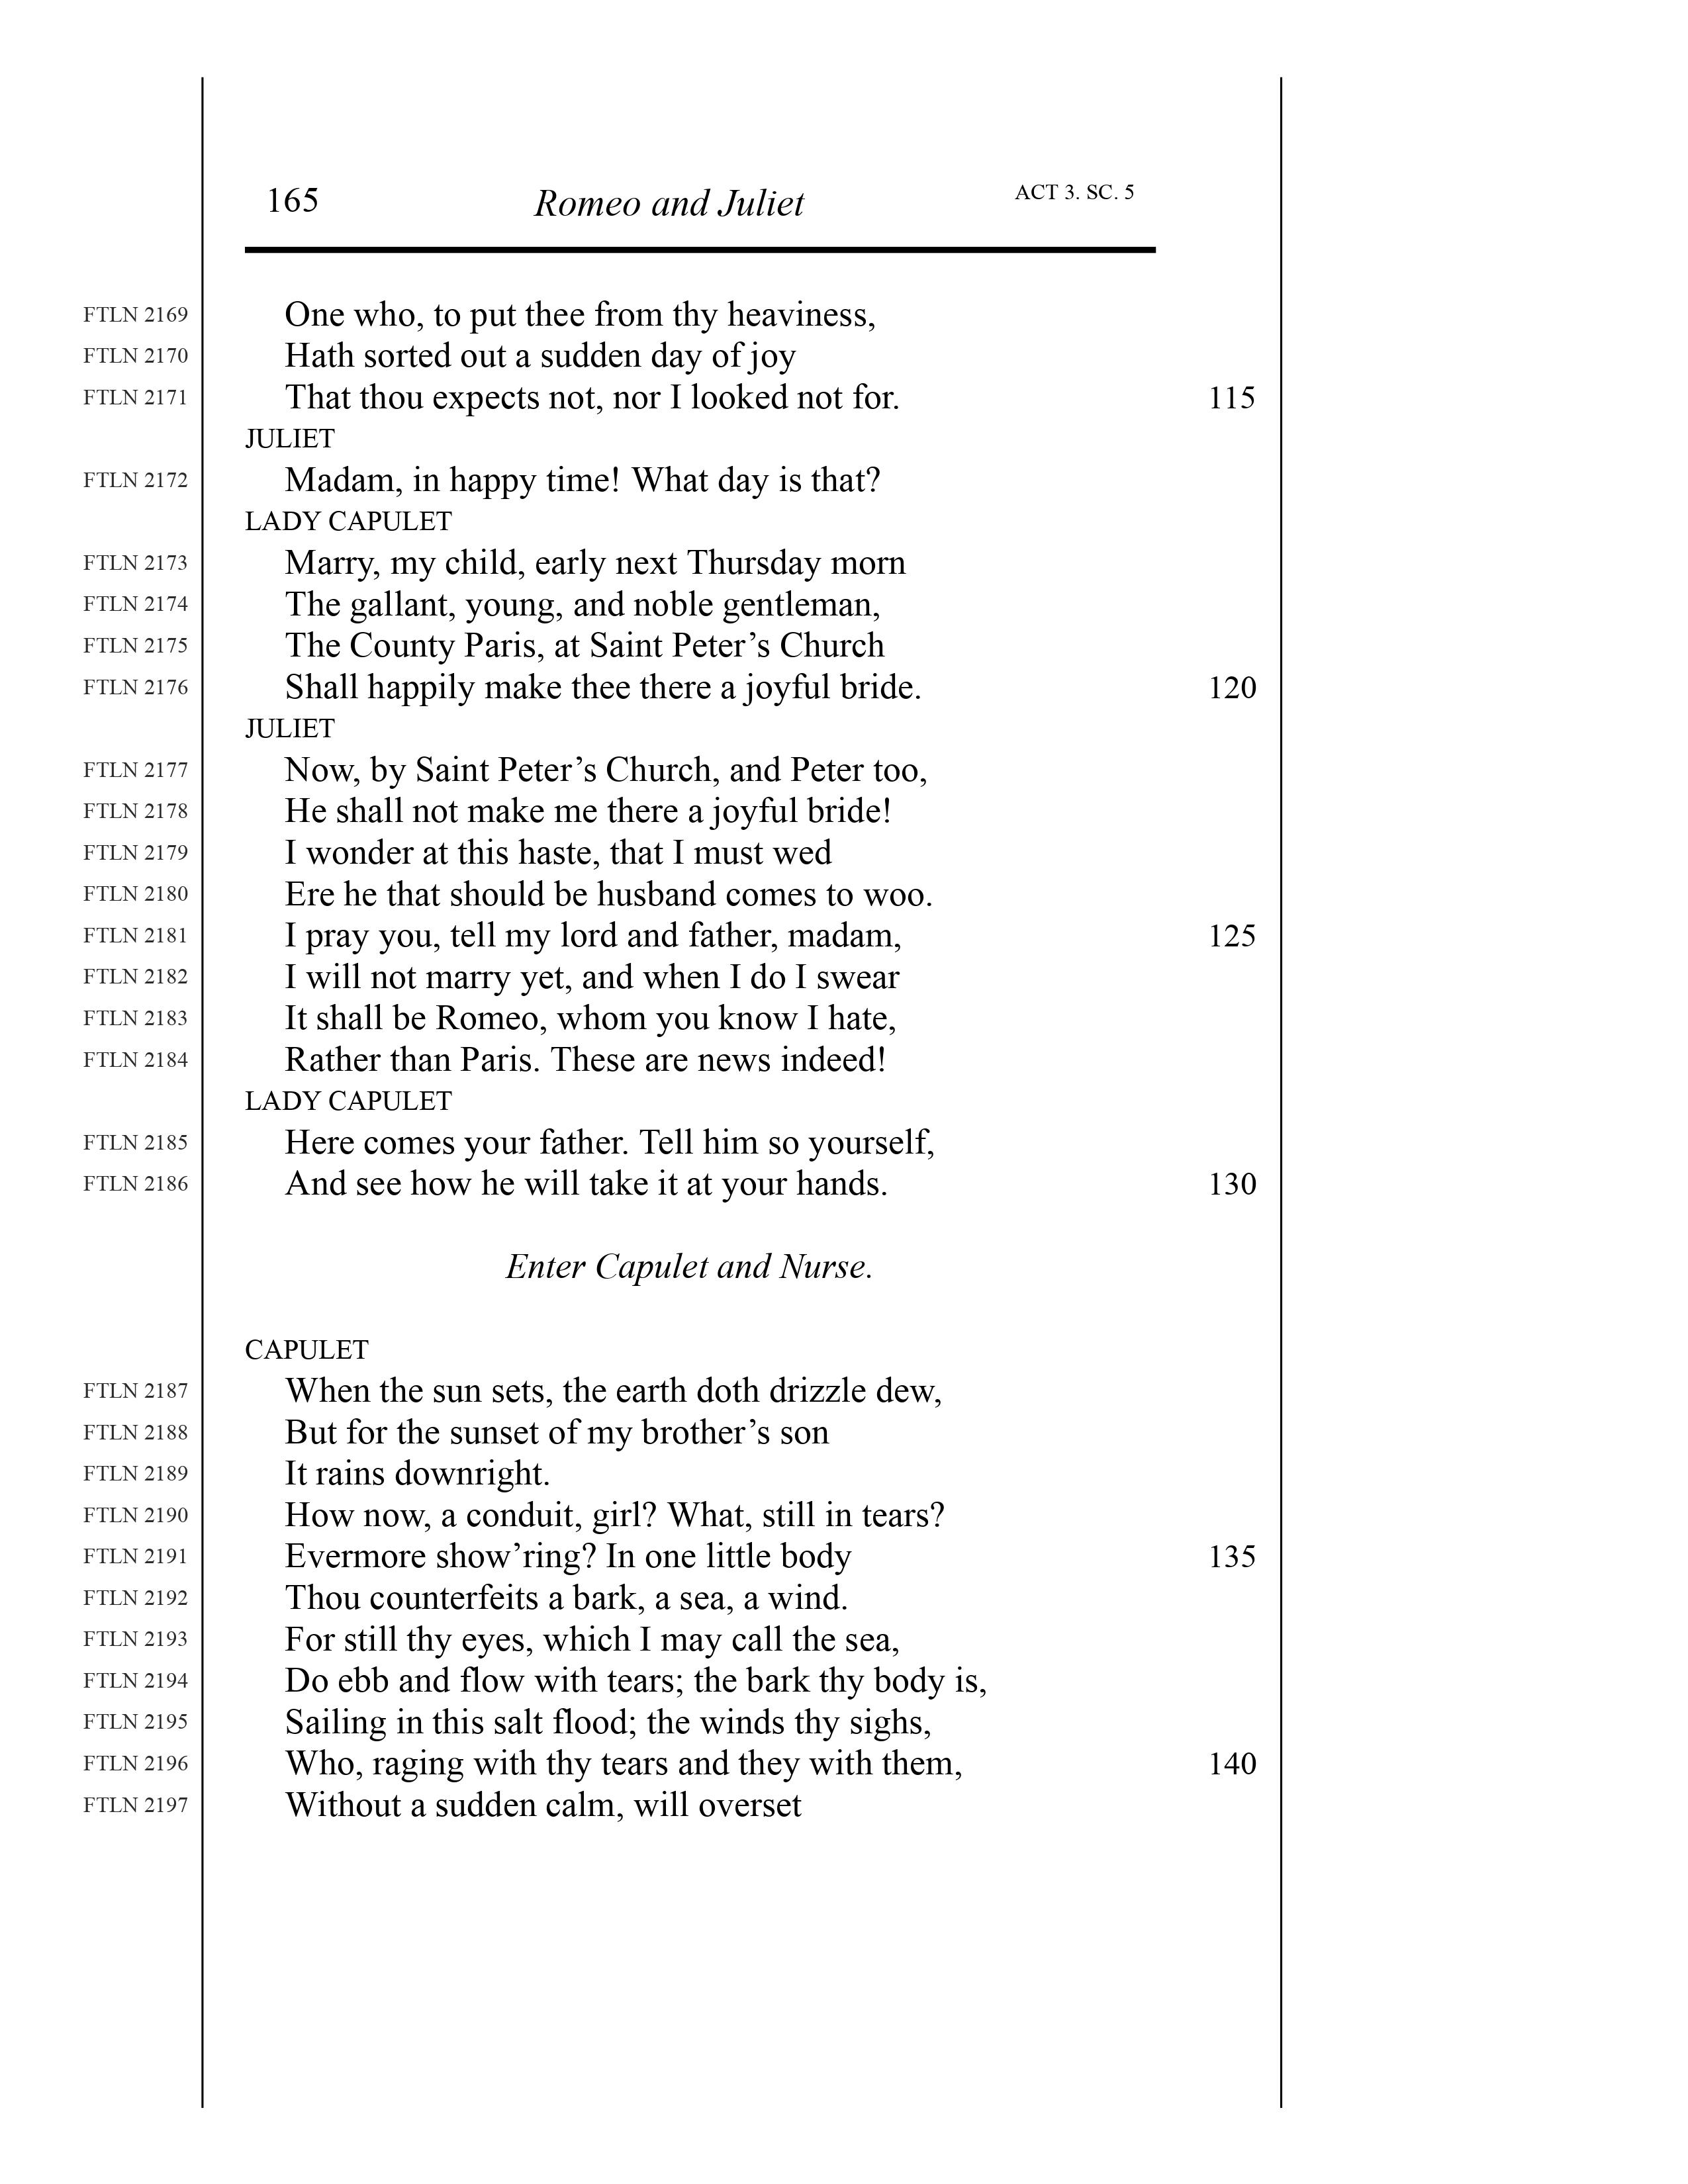 165 Romeo and Juliet ACT 3. SC. 5
FTLN 2169 One who, to put thee from thy heaviness,
FTLN 2170 Hath sorted out a sudden day of joy
FTLN 2171 That thou expects not, nor I looked not for. 115
JULIET
FTLN 2172 Madam, in happy time! What day is that?
LADY CAPULET
FTLN 2173 Marry, my child, early next Thursday morn
FTLN 2174 The gallant, young, and noble gentleman,
FTLN 2175 The County Paris, at Saint Peter’s Church
FTLN 2176 Shall happily make thee there a joyful bride. 120
JULIET
FTLN 2177 Now, by Saint Peter’s Church, and Peter too,
FTLN 2178 He shall not make me there a joyful bride!
FTLN 2179 I wonder at this haste, that I must wed
FTLN 2180 Ere he that should be husband comes to woo.
FTLN 2181 I pray you, tell my lord and father, madam, 125
FTLN 2182 I will not marry yet, and when I do I swear
FTLN 2183 It shall be Romeo, whom you know I hate,
FTLN 2184 Rather than Paris. These are news indeed!
LADY CAPULET
FTLN 2185 Here comes your father. Tell him so yourself,
FTLN 2186 And see how he will take it at your hands. 130
Enter Capulet and Nurse.
CAPULET
FTLN 2187 When the sun sets, the earth doth drizzle dew,
FTLN 2188 But for the sunset of my brother’s son
FTLN 2189 It rains downright.
FTLN 2190 How now, a conduit, girl? What, still in tears?
FTLN 2191 Evermore show’ring? In one little body 135
FTLN 2192 Thou counterfeits a bark, a sea, a wind.
FTLN 2193 For still thy eyes, which I may call the sea,
FTLN 2194 Do ebb and flow with tears; the bark thy body is,
FTLN 2195 Sailing in this salt flood; the winds thy sighs,
FTLN 2196 Who, raging with thy tears and they with them, 140
FTLN 2197 Without a sudden calm, will overset